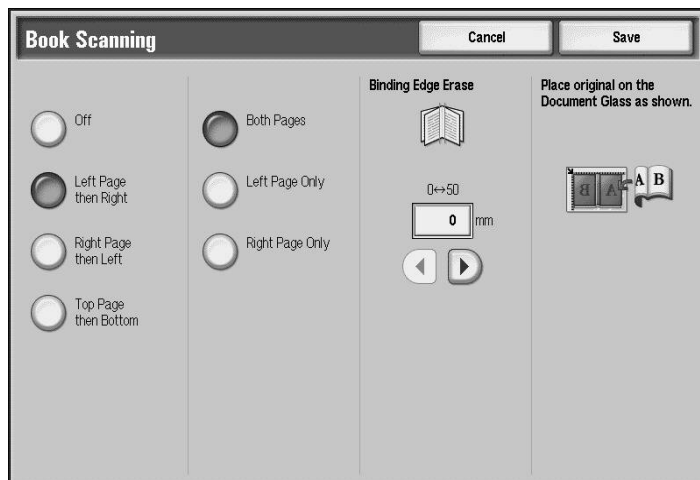 Book Scanning
Cancel
Save
Off
Left Page
then Right
Right Page
then Left
Top Page
then Bottom
Both Pages
Left Page Only
Right Page Only
Binding Edge Erase
0↔50
0 mm
Place original on the
Document Glass as shown.
A B
B A